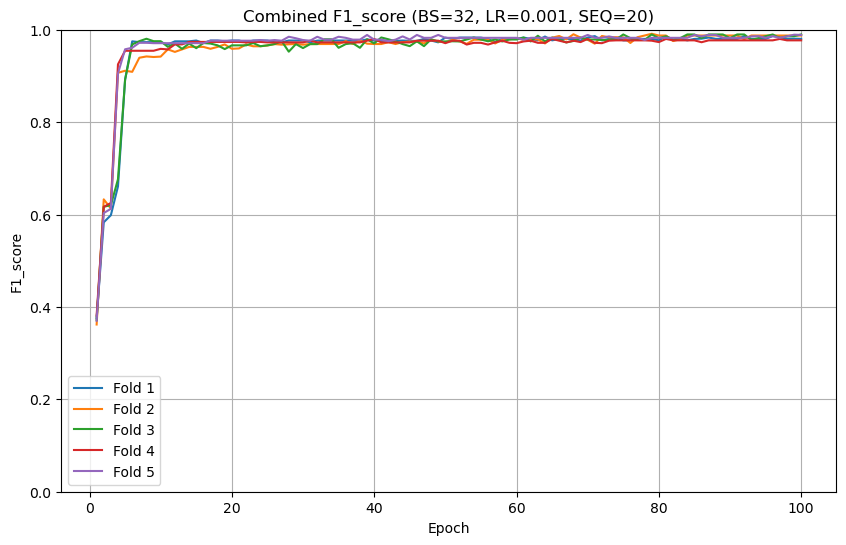 Combined F1_score (BS=32, LR=0.001, SEQ=20)
1.0
0.8
0.6
0.4
0.2
0.0
F1_score
Fold 1
Fold 2
Fold 3
Fold 4
Fold 5
0 20 40 60 80 100
Epoch